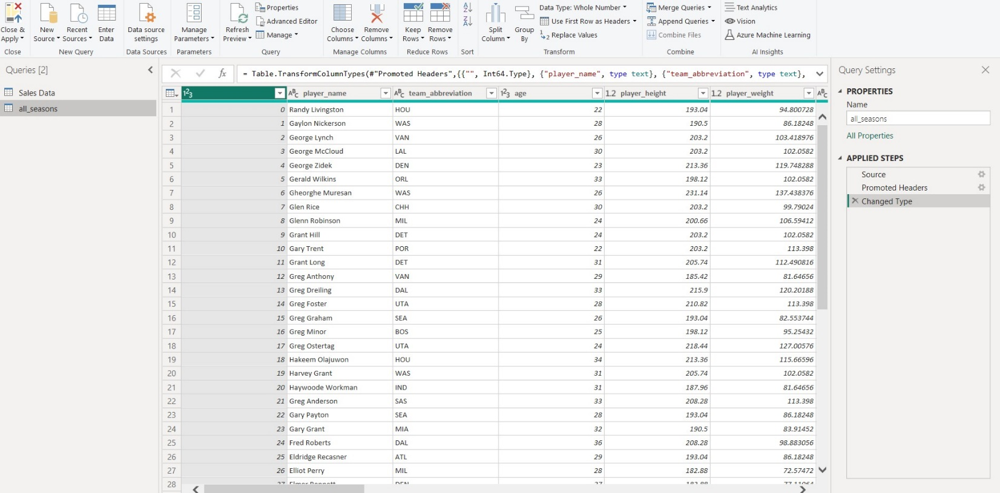 Close & Apply
New Source
Recent Sources
Enter Data
Data source settings
Manage Parameters
Refresh Preview
Properties
Advanced Editor
Manage
Choose Columns
Remove Columns
Keep Rows
Remove Rows
A
Z
Z
A
Split Column
Group By
Data Type: Whole Number
Use First Row as Headers
1
2
Replace Values
Merge Queries
Append Queries
Combine Files
Text Analytics
Vision
Azure Machine Learning
Close
New Query
Data Sources
Parameters
Query
Manage Columns
Reduce Rows
Sort
Transform
Combine
AI Insights
Queries [2]
Sales Data
all_seasons
fx
= Table.TransformColumnTypes(#"Promoted Headers",{{"", Int64.Type}, {"player_name", type text}, {"team_abbreviation", type text},
123 ABC player_name ABC team_abbreviation 123 age 1.2 player_height 1.2 player_weight ABC
1 0 Randy Livingston HOU 22 193.04 94.800728
2 1 Gaylon Nickerson WAS 28 190.5 86.18248
3 2 George Lynch VAN 26 203.2 103.418976
4 3 George McCloud LAL 30 203.2 102.0582
5 4 George Zidek DEN 23 213.36 119.748288
6 5 Gerald Wilkins ORL 33 198.12 102.0582
7 6 Gheorghe Muresan WAS 26 231.14 137.438376
8 7 Glen Rice CHH 30 203.2 99.79024
9 8 Glenn Robinson MIL 24 200.66 106.59412
10 9 Grant Hill DET 24 203.2 102.0582
11 10 Gary Trent POR 22 203.2 113.398
12 11 Grant Long DET 31 205.74 112.490816
13 12 Greg Anthony VAN 29 185.42 81.64656
14 13 Greg Dreiling DAL 33 215.9 120.20188
15 14 Greg Foster UTA 28 210.82 113.398
16 15 Greg Graham SEA 26 193.04 82.553744
17 16 Greg Minor BOS 25 198.12 95.25432
18 17 Greg Ostertag UTA 24 218.44 127.00576
19 18 Hakeem Olajuwon HOU 34 213.36 115.66596
20 19 Harvey Grant WAS 31 205.74 102.0582
21 20 Haywoode Workman IND 31 187.96 81.64656
22 21 Greg Anderson SAS 33 208.28 113.398
23 22 Gary Payton SEA 28 193.04 86.18248
24 23 Gary Grant MIA 32 190.5 83.91452
25 24 Fred Roberts DAL 36 208.28 98.883056
26 25 Eldridge Recasner ATL 29 193.04 86.18248
27 26 Elliot Perry MIL 28 182.88 72.57472
28
Query Settings
PROPERTIES
Name
all_seasons
All Properties
APPLIED STEPS
Source
Promoted Headers
Changed Type